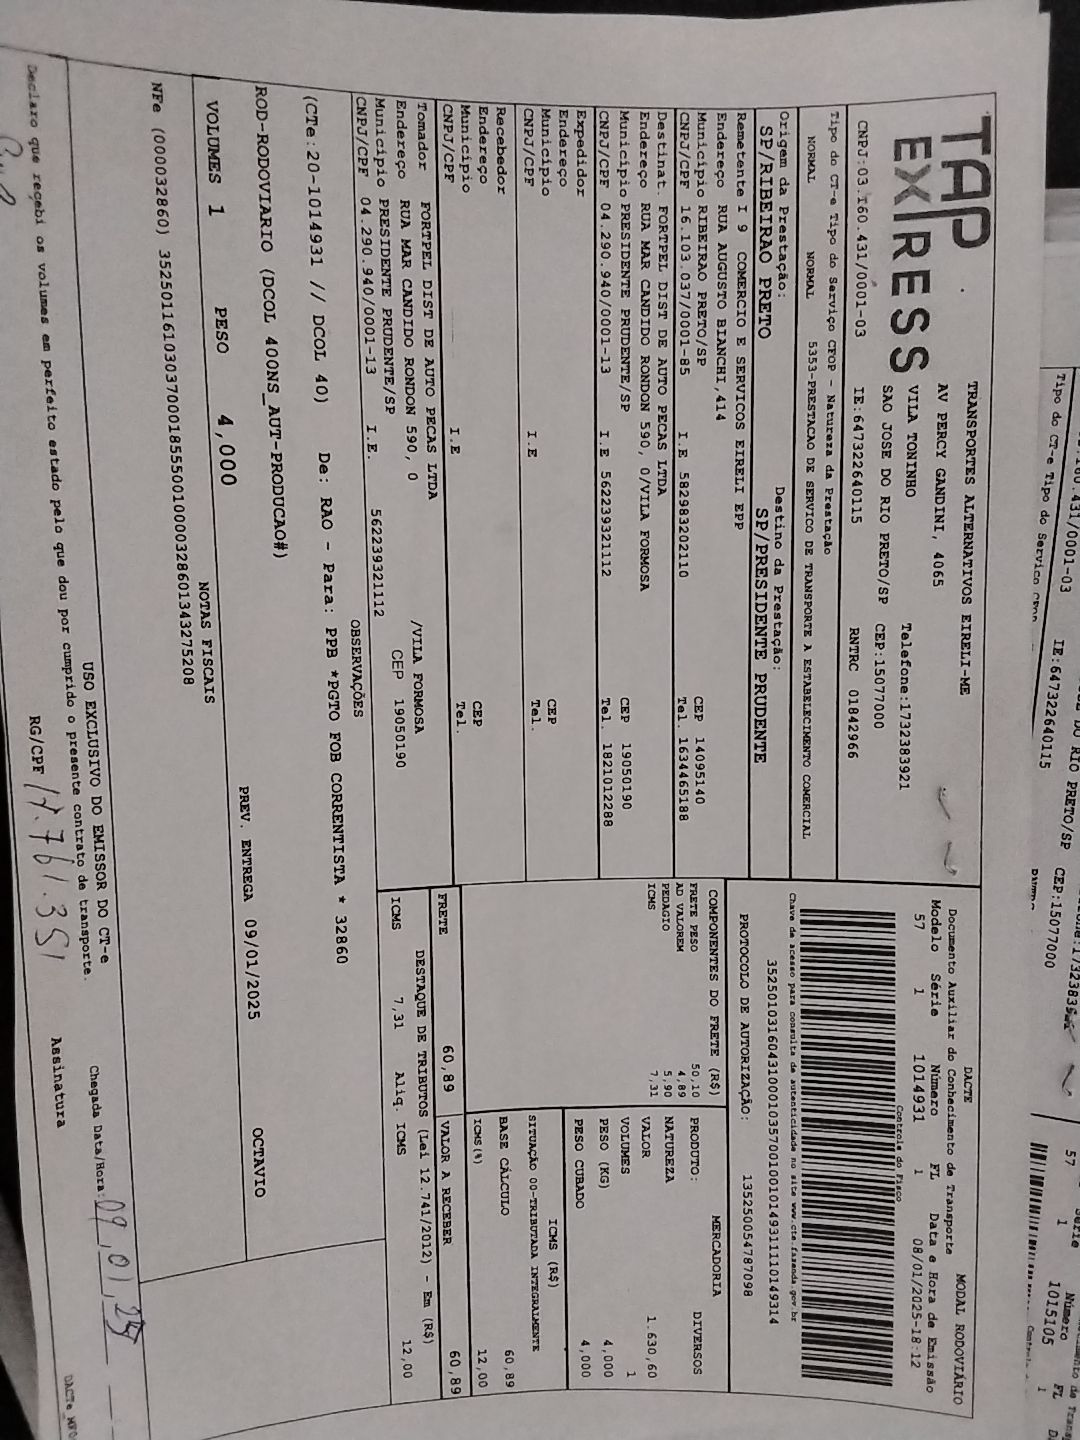 TAP
EXPRESS
TRANSPORTES ALTERNATIVOS EIRELI-ME
AV PERCY GANDINI, 4065
VILA TONINHO
Telefone:1732383921
SAO JOSE DO RIO PRETO/SP
CEP:15077000
CNPJ:03.160.431/0001-03
IE:647322640115
RNTRC 01842966
Tipo do CT-e Tipo do Serviço CFOP - Natureza da Prestação
NORMAL NORMAL 5353-PRESTACAO DE SERVICO DE TRANSPORTE A ESTABELECIMENTO COMERCIAL
Origem da Prestação: Destino da Prestação:
SP/RIBEIRAO PRETO SP/PRESIDENTE PRUDENTE
Remetente I 9 COMERCIO E SERVICOS EIRELI EPP
Endereço RUA AUGUSTO BIANCHI,414
Município RIBEIRAO PRETO/SP CEP 14095140
CNPJ/CPF 16.103.037/0001-85 I.E 582983202110 Tel. 1634465188
Destinat. FORTPEL DIST DE AUTO PECAS LTDA
Endereço RUA MAR CANDIDO RONDON 590, 0/VILA FORMOSA
Município PRESIDENTE PRUDENTE/SP CEP 19050190
CNPJ/CPF 04.290.940/0001-13 I.E 562239321112 Tel. 1821012288
Expedidor
Endereço
Município CEP
CNPJ/CPF I.E Tel.
Recebedor
Endereço
Município CEP
CNPJ/CPF I.E Tel.
Tomador FORTPEL DIST DE AUTO PECAS LTDA
Endereço RUA MAR CANDIDO RONDON 590, 0 /VILA FORMOSA
Município PRESIDENTE PRUDENTE/SP CEP 19050190
CNPJ/CPF 04.290.940/0001-13 I.E. 562239321112
DACTE
MODAL RODOVIÁRIO
Documento Auxiliar do Conhecimento de Transporte
Modelo Série Número FL Data e Hora de Emissão
57 1 1014931 1 08/01/2025-18:12
Controle do Fisco
Chave de acesso para consulta de autenticidade no site www.cte.fazenda.gov.br
PROTOCOLO DE AUTORIZAÇÃO: 135250054787098
COMPONENTES DO FRETE (R$)
FRETE PESO 50,10
AD VALOREM 4,89
PEDAGIO 5,90
ICMS 7,31
MERCADORIA
PRODUTO: DIVERSOS
NATUREZA
VALOR 1.630,60
VOLUMES 1
PESO (KG) 4,000
PESO CUBADO 4,000
ICMS (R$)
SITUAÇÃO 00-TRIBUTADA INTEGRALMENTE
BASE CÁLCULO 60,89
ICMS(%) 12,00
FRETE 60,89
VALOR A RECEBER 60,89
DESTAQUE DE TRIBUTOS (Lei 12.741/2012) - Em (R$)
ICMS 7,31 Aliq. ICMS 12,00
OBSERVAÇÕES
(CTe:20-1014931 // DCOL 40) De: RAO - Para: PPB *PGTO FOB CORRENTISTA * 32860
ROD-RODOVIARIO (DCOL 400NS_AUT-PRODUCAO#)
VOLUMES 1 PESO 4,000
PREV. ENTREGA 09/01/2025 OCTAVIO
NOTAS FISCAIS
NFe (000032860)
USO EXCLUSIVO DO EMISSOR DO CT-e
Declaro que recebi os volumes em perfeito estado pelo que dou por cumprido o presente contrato de transporte.
Chegada Data/Hora: 09,01,25
RG/CPF 17.761.351
Assinatura
Tipo do CT-e Tipo do Serviço
IE:647322640115
RIO PRETO/SP CEP:15077000
57 1 1015105
Número FL